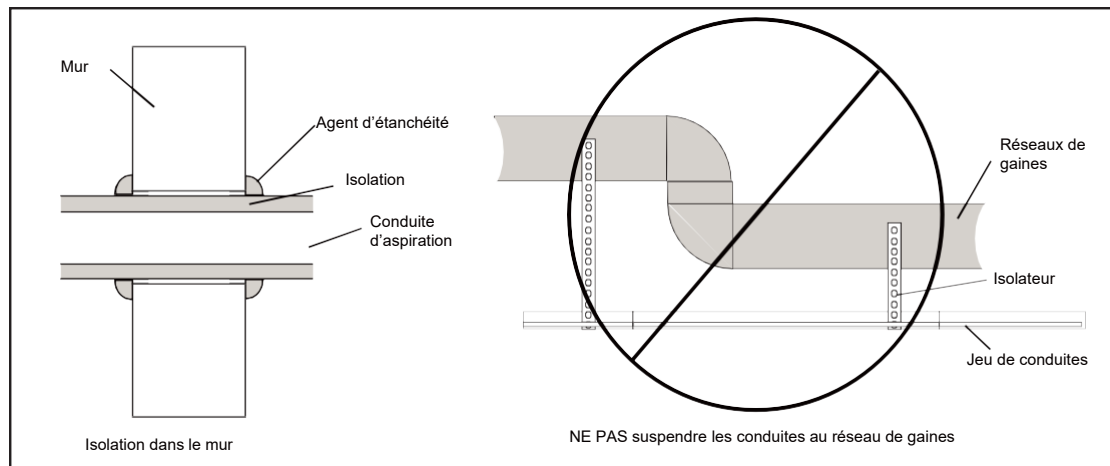 Mur
Agent d'étanchéité
Isolation
Conduite
d'aspiration
Isolation dans le mur
Réseaux de
gaines
Isolateur
Jeu de conduites
NE PAS suspendre les conduites au réseau de gaines